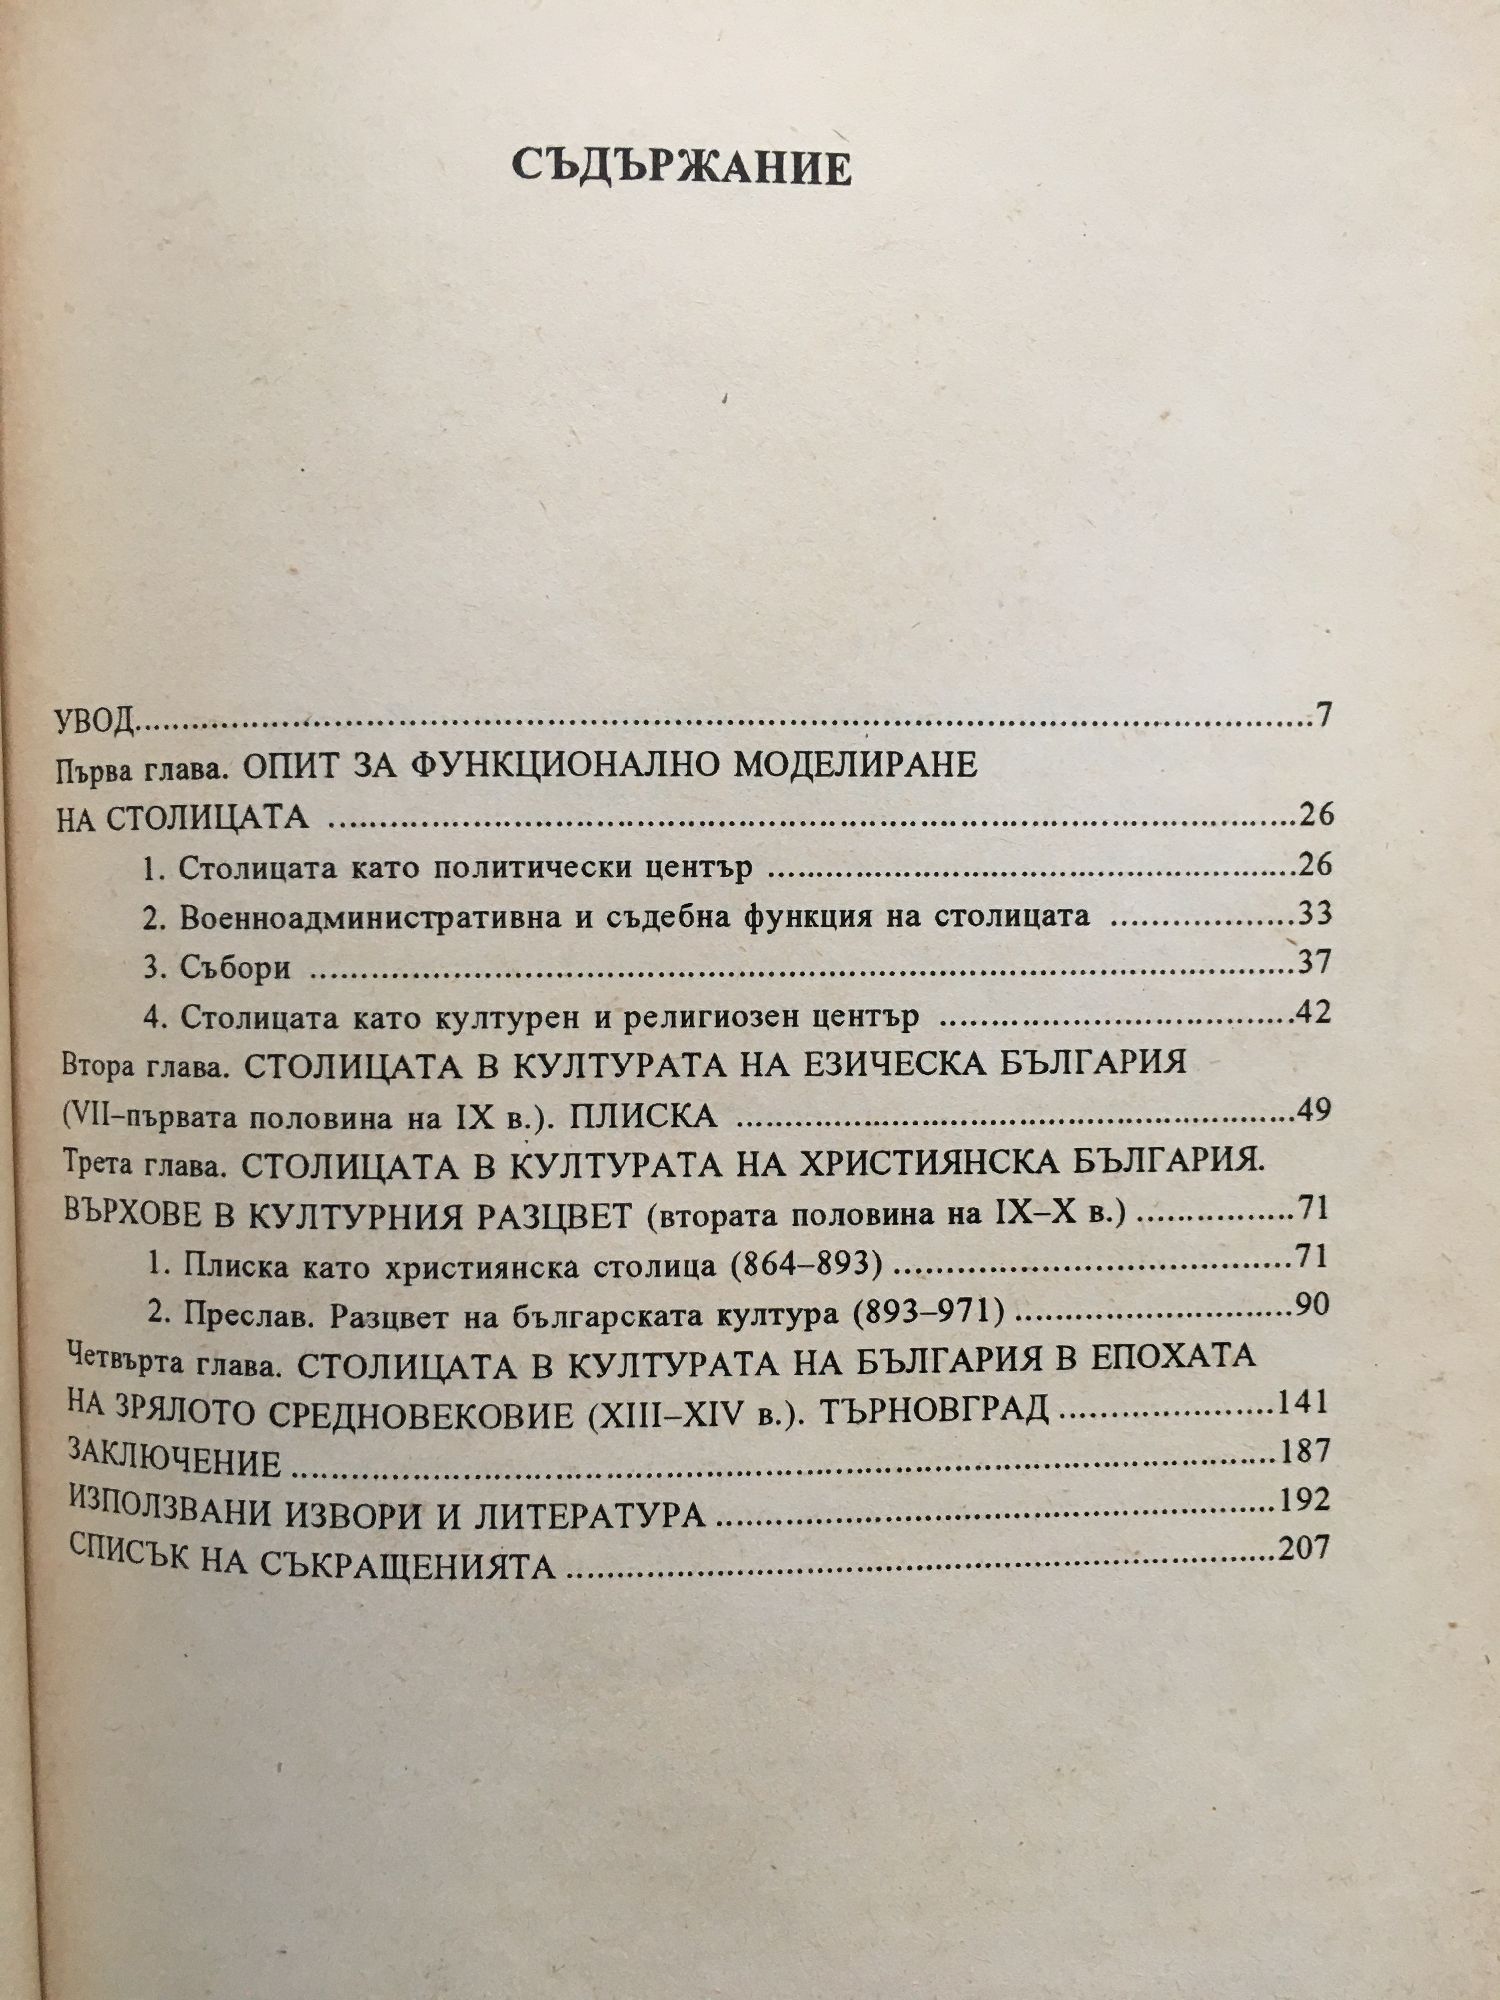 СЪДЪРЖАНИЕ
УВОД..........7
Първа глава. ОПИТ ЗА ФУНКЦИОНАЛНО МОДЕЛИРАНЕ
НА СТОЛИЦАТА ..........26
1. Столицата като политически център ..........26
2. Военноадминистративна и съдебна функция на столицата ..........33
3. Събори ..........37
4. Столицата като културен и религиозен център ..........42
Втора глава. СТОЛИЦАТА В КУЛТУРАТА НА ЕЗИЧЕСКА БЪЛГАРИЯ
(VII–първата половина на IX в.). ПЛИСКА ..........49
Трета глава. СТОЛИЦАТА В КУЛТУРАТА НА ХРИСТИЯНСКА БЪЛГАРИЯ.
ВЪРХОВЕ В КУЛТУРНИЯ РАЗЦВЕТ (втората половина на IX–X в.) ..........71
1. Плиска като християнска столица (864–893) ..........71
2. Преслав. Разцвет на българската култура (893–971) ..........90
Четвърта глава. СТОЛИЦАТА В КУЛТУРАТА НА БЪЛГАРИЯ В ЕПОХАТА
НА ЗРЯЛОТО СРЕДНОВЕКОВИЕ (XIII–XIV в.). ТЪРНОВГРАД ..........141
ЗАКЛЮЧЕНИЕ ..........187
ИЗПОЛЗВАНИ ИЗВОРИ И ЛИТЕРАТУРА ..........192
СПИСЪК НА СЪКРАЩЕНИЯТА ..........207